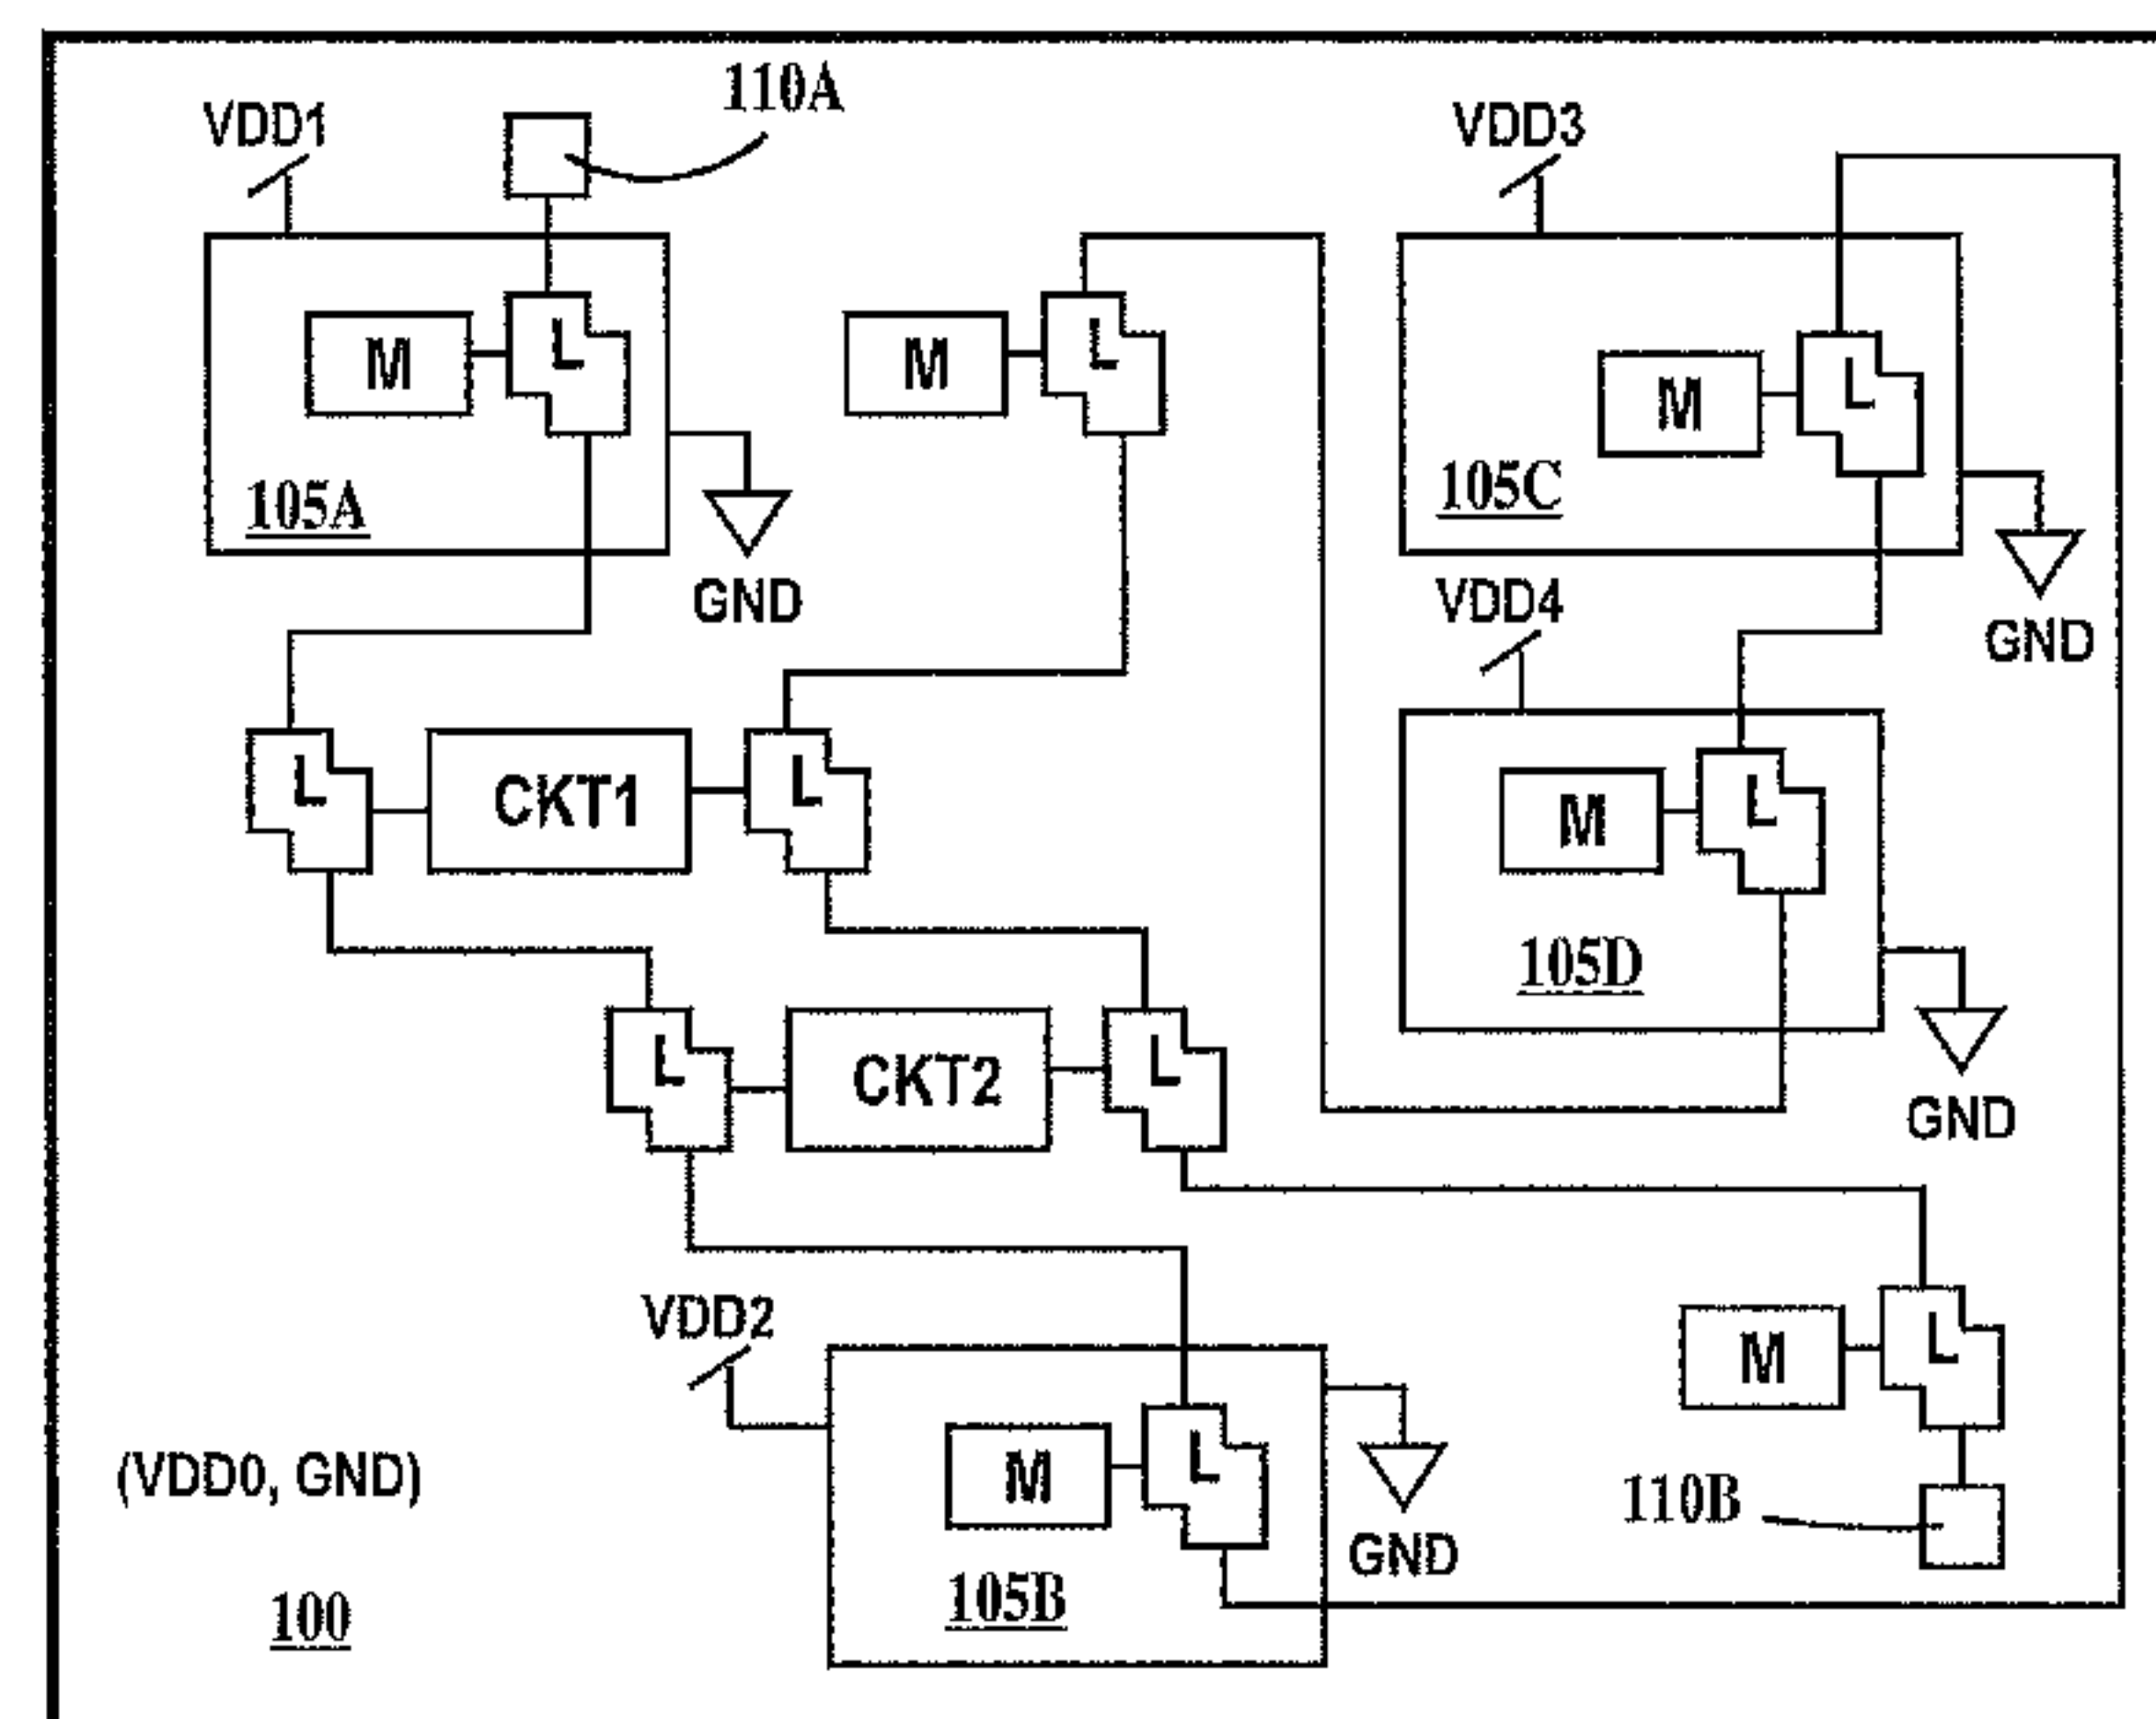 110A
VDD1
VDD3
L
M
L
M
L
M
L
105A
105C
GND
VDD4
GND
L
CKT1
L
M
L
105D
L
CKT2
L
GND
VDD2
M
L
M
L
(VDD0, GND)
110B
GND
105B
100